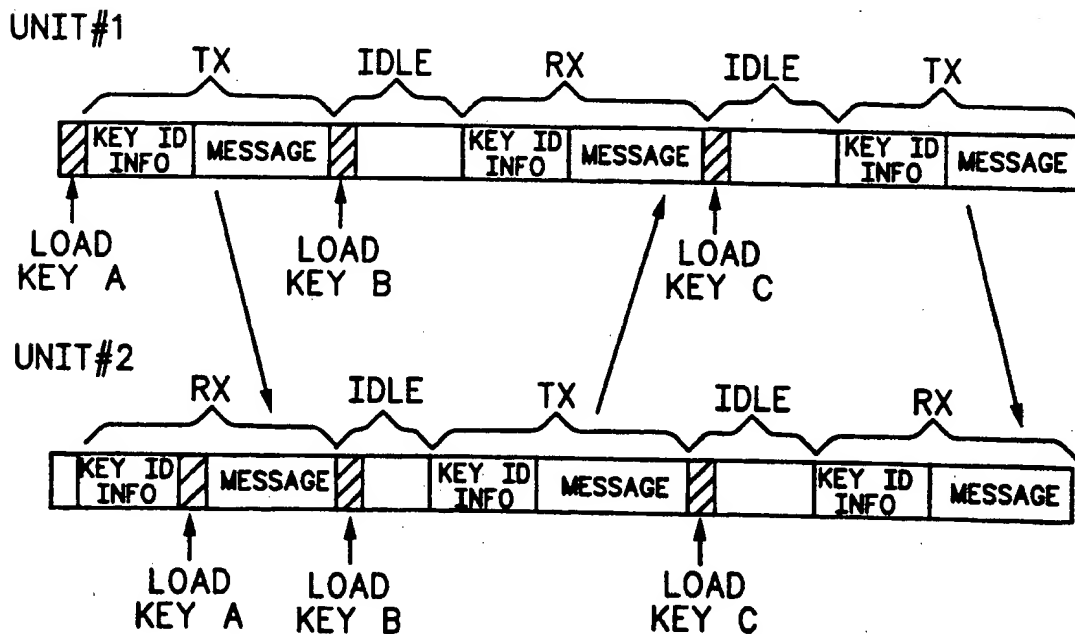 UNIT#1
TX IDLE RX IDLE TX
KEY ID INFO MESSAGE KEY ID INFO MESSAGE KEY ID INFO MESSAGE
LOAD KEY A
LOAD KEY B
LOAD KEY C
UNIT#2
RX IDLE TX IDLE RX
KEY ID INFO MESSAGE KEY ID INFO MESSAGE KEY ID INFO MESSAGE
LOAD KEY A
LOAD KEY B
LOAD KEY C